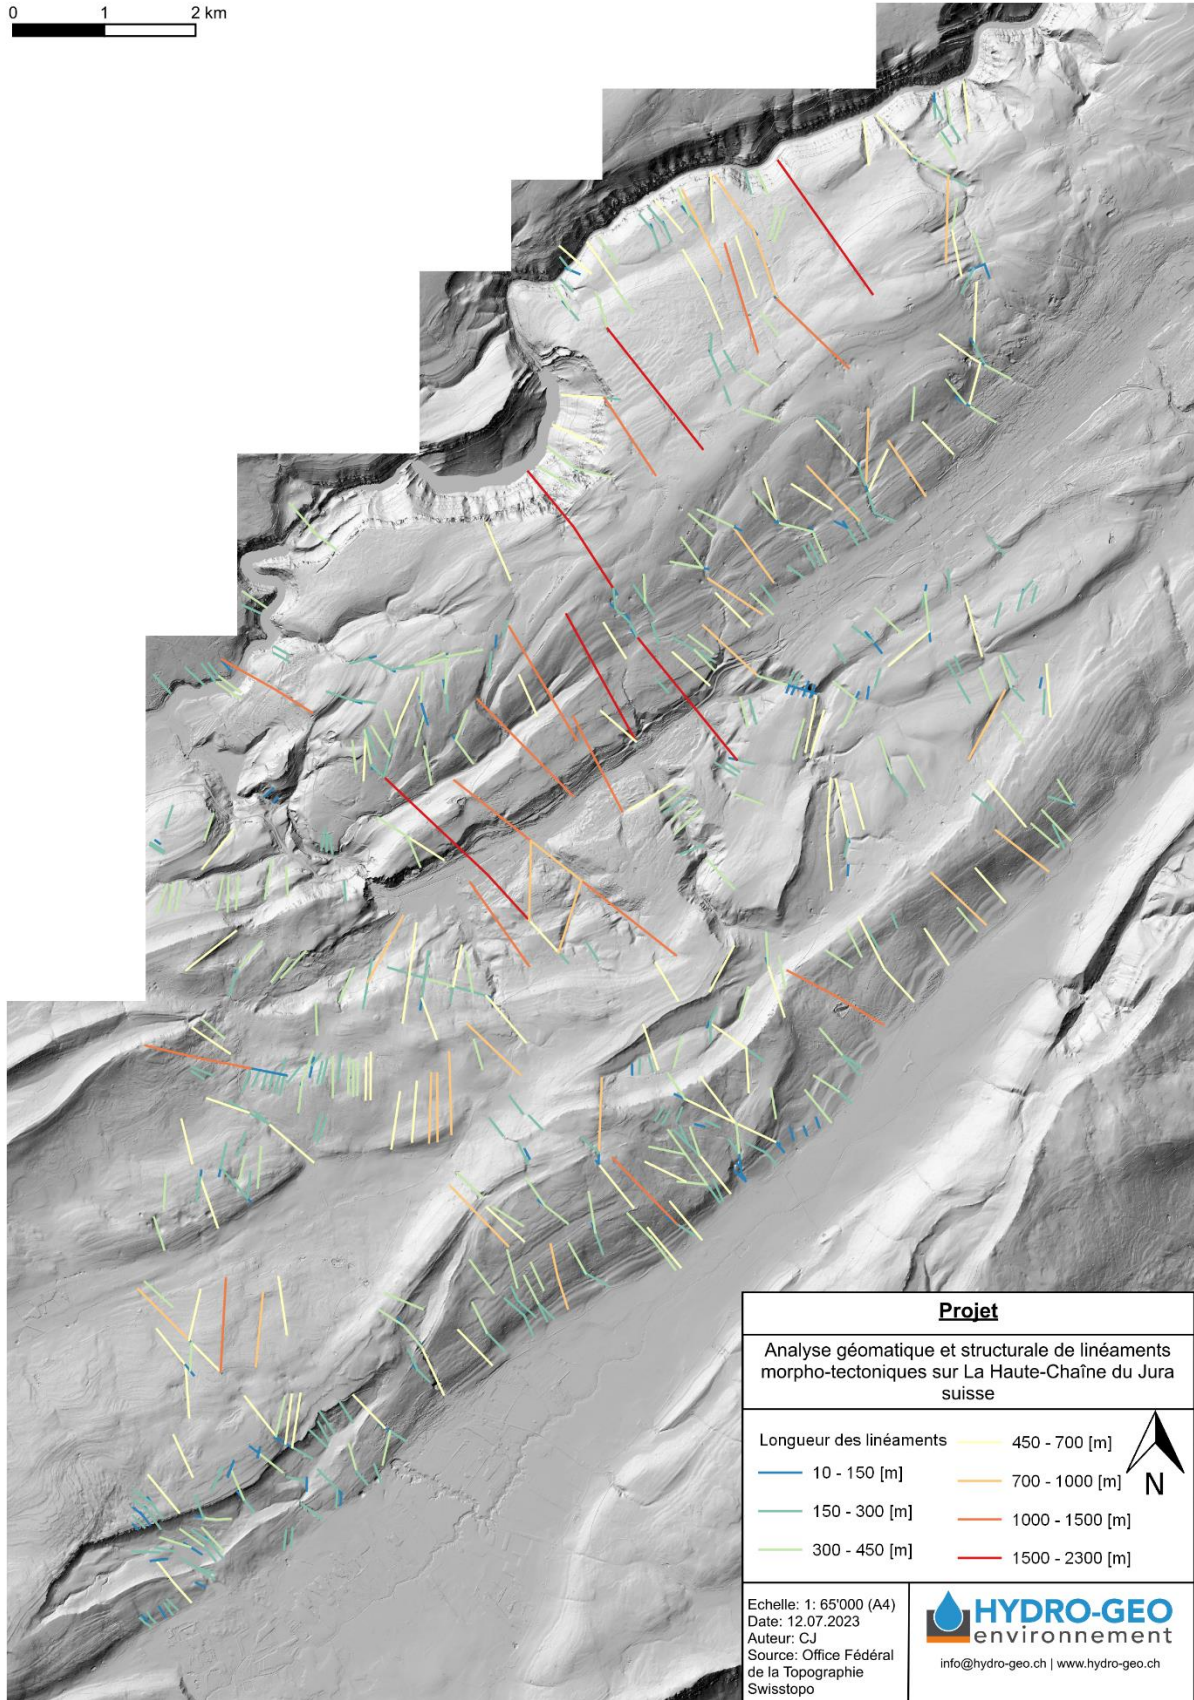 0 1 2 km
Projet
Analyse géomatique et structurale de linéaments
morpho-tectoniques sur La Haute-Chaîne du Jura
suisse
Longueur des linéaments
10 - 150 [m]
150 - 300 [m]
300 - 450 [m]
450 - 700 [m]
700 - 1000 [m]
1000 - 1500 [m]
1500 - 2300 [m]
N
Echelle: 1: 65'000 (A4)
Date: 12.07.2023
Auteur: CJ
Source: Office Fédéral
de la Topographie
Swisstopo
HYDRO-GEO
environnement
info@hydro-geo.ch | www.hydro-geo.ch